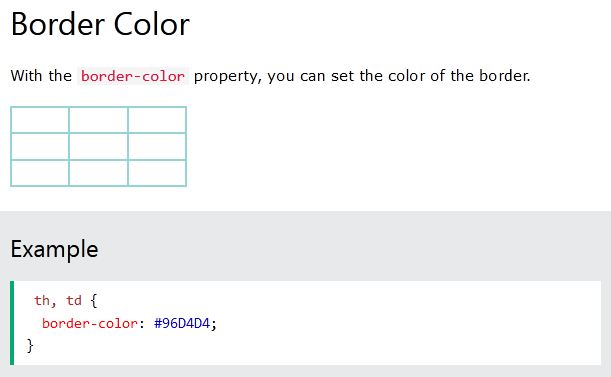 Border Color
With the border-color property, you can set the color of the border.
Example
th, td {
border-color: #96D4D4;
}